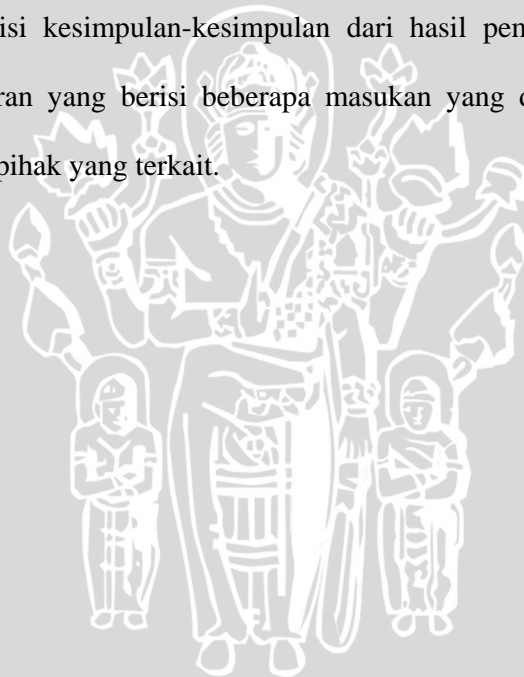 isi kesimpulan-kesimpulan dari hasil pen
ran yang berisi beberapa masukan yang
pihak yang terkait.